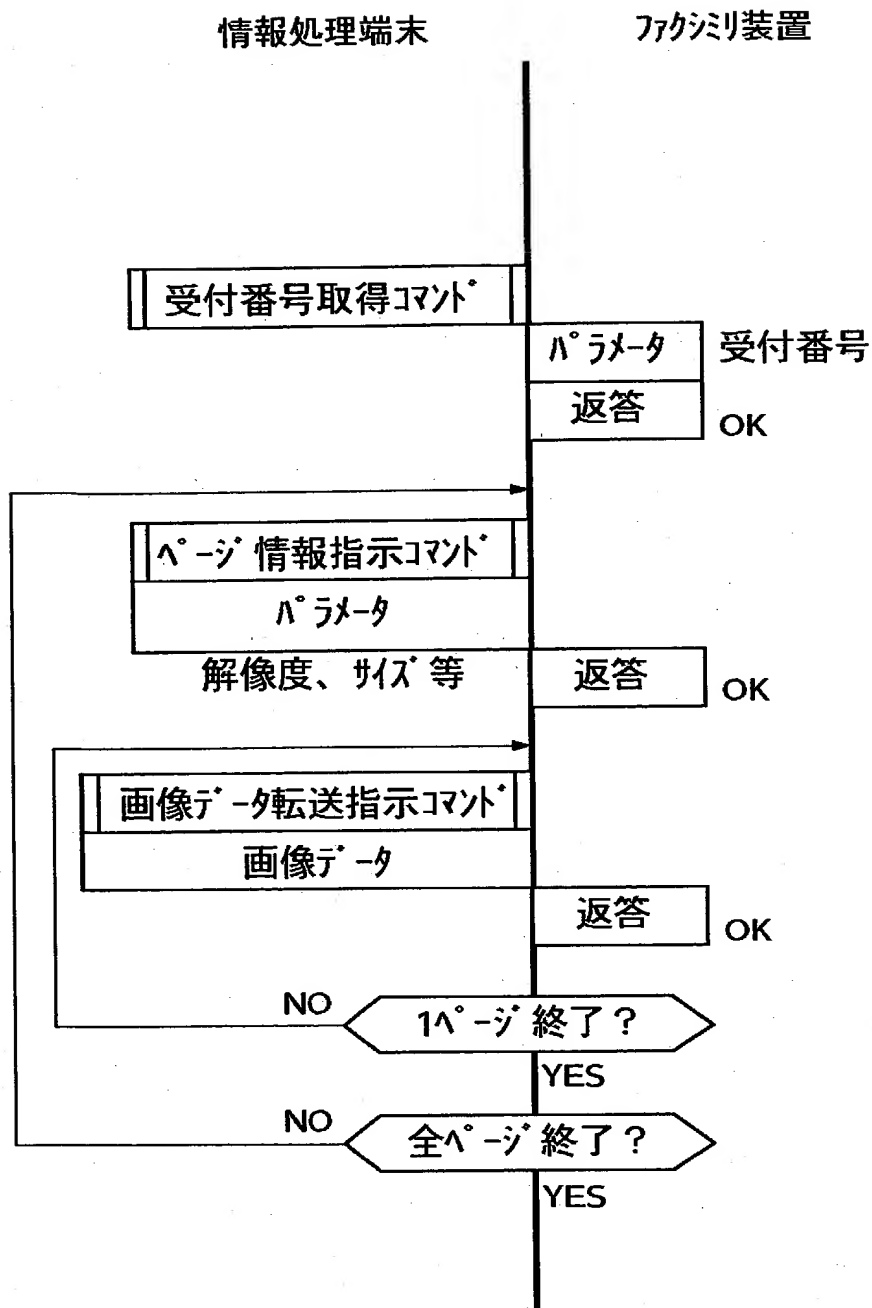 情報処理端末 ファクシミリ装置
受付番号取得コマンド
パラメータ 受付番号
返答 OK
ページ情報指示コマンド
パラメータ
解像度、サイズ等 返答 OK
画像データ転送指示コマンド
画像データ
返答 OK
NO 1ページ終了?
YES
NO 全ページ終了?
YES